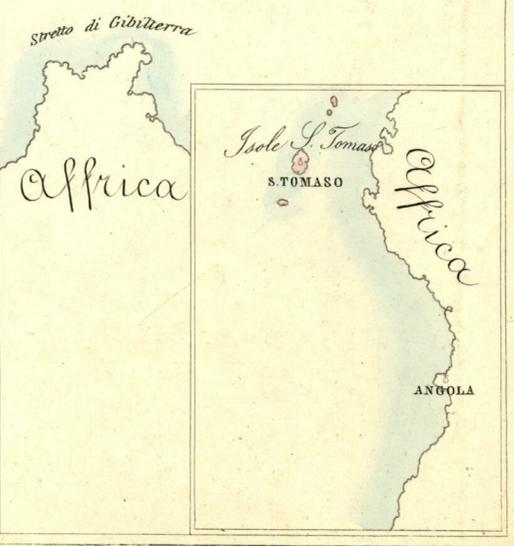 Stretto di Gibilterra
Affrica
Isole S. Tomaso
S. TOMASO
Affrica
ANGOLA